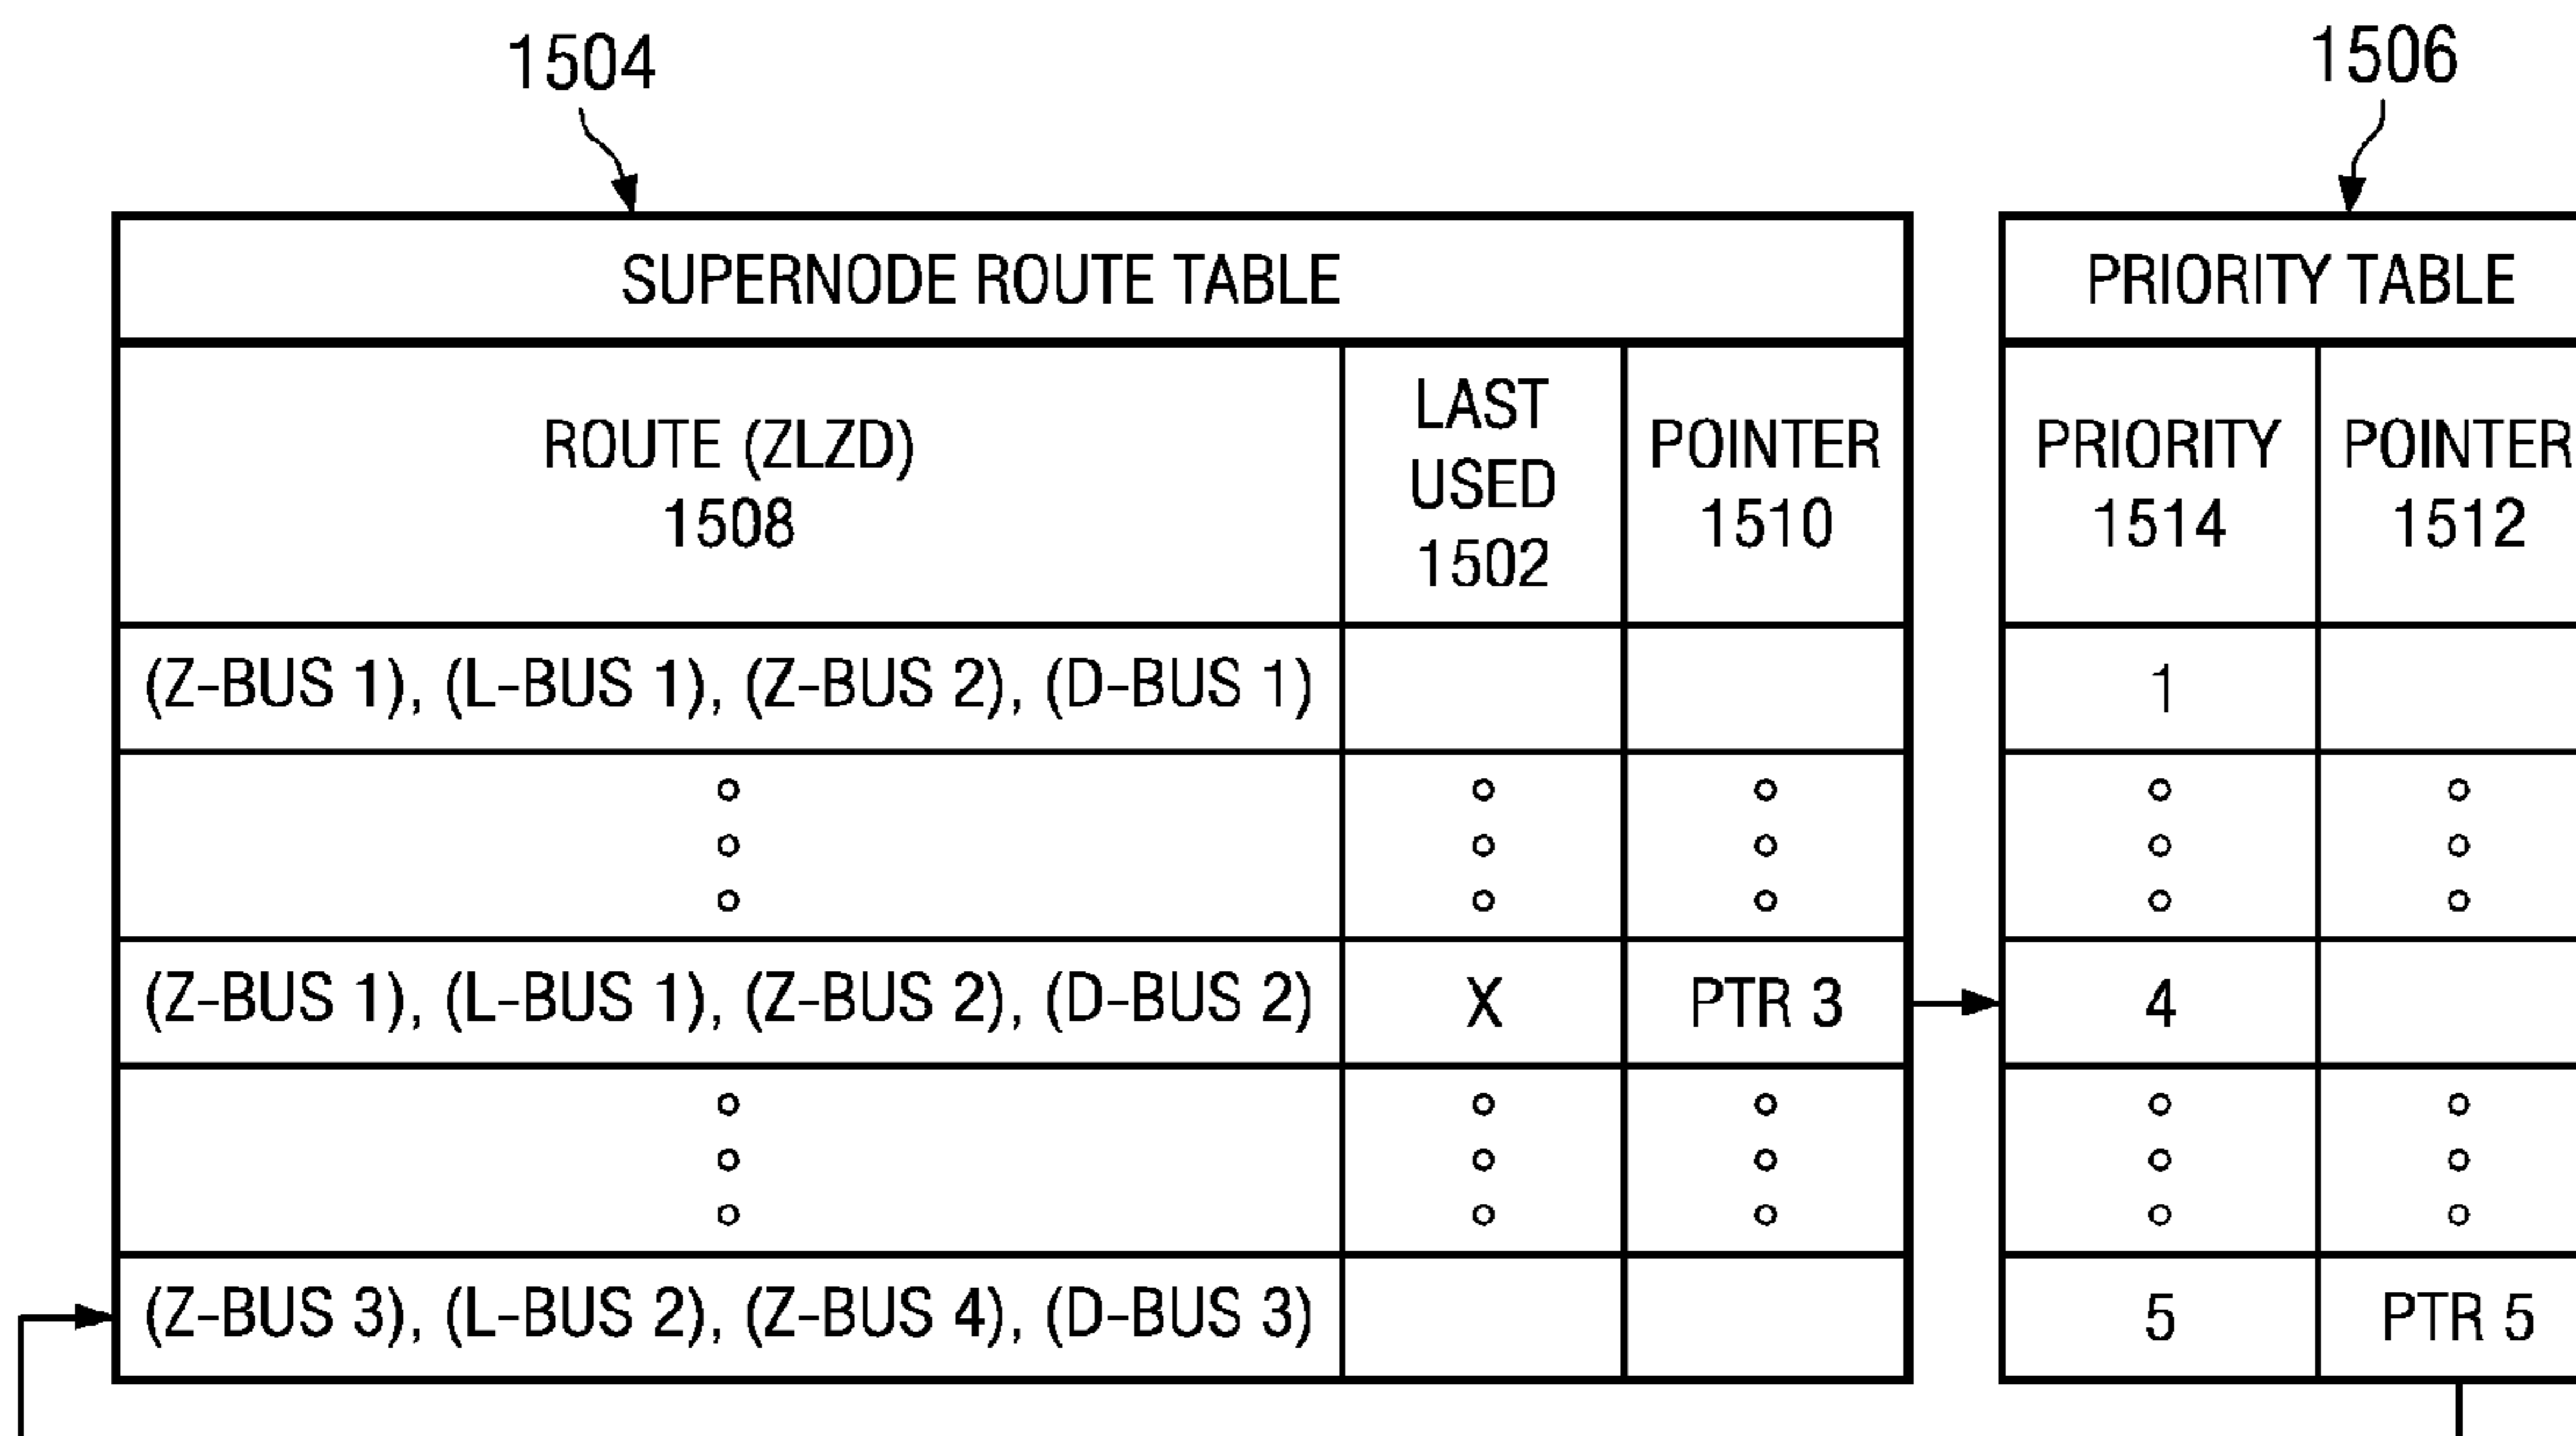 1504
1506
SUPERNODE ROUTE TABLE
PRIORITY TABLE
ROUTE (ZLZD)
1508
LAST
USED
1502
POINTER
1510
PRIORITY
1514
POINTER
1512
(Z-BUS 1), (L-BUS 1), (Z-BUS 2), (D-BUS 1)
1
(Z-BUS 1), (L-BUS 1), (Z-BUS 2), (D-BUS 2) X PTR 3
4
(Z-BUS 3), (L-BUS 2), (Z-BUS 4), (D-BUS 3)
5 PTR 5